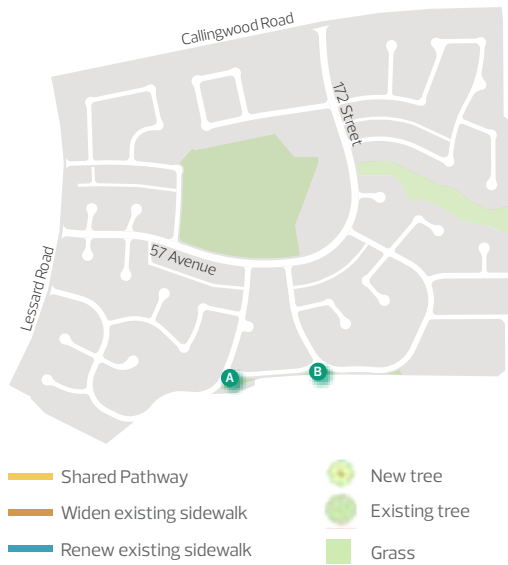 Callingwood Road
172 Street
57 Avenue
Lessard Road
A
B
Shared Pathway
Widen existing sidewalk
Renew existing sidewalk
New tree
Existing tree
Grass